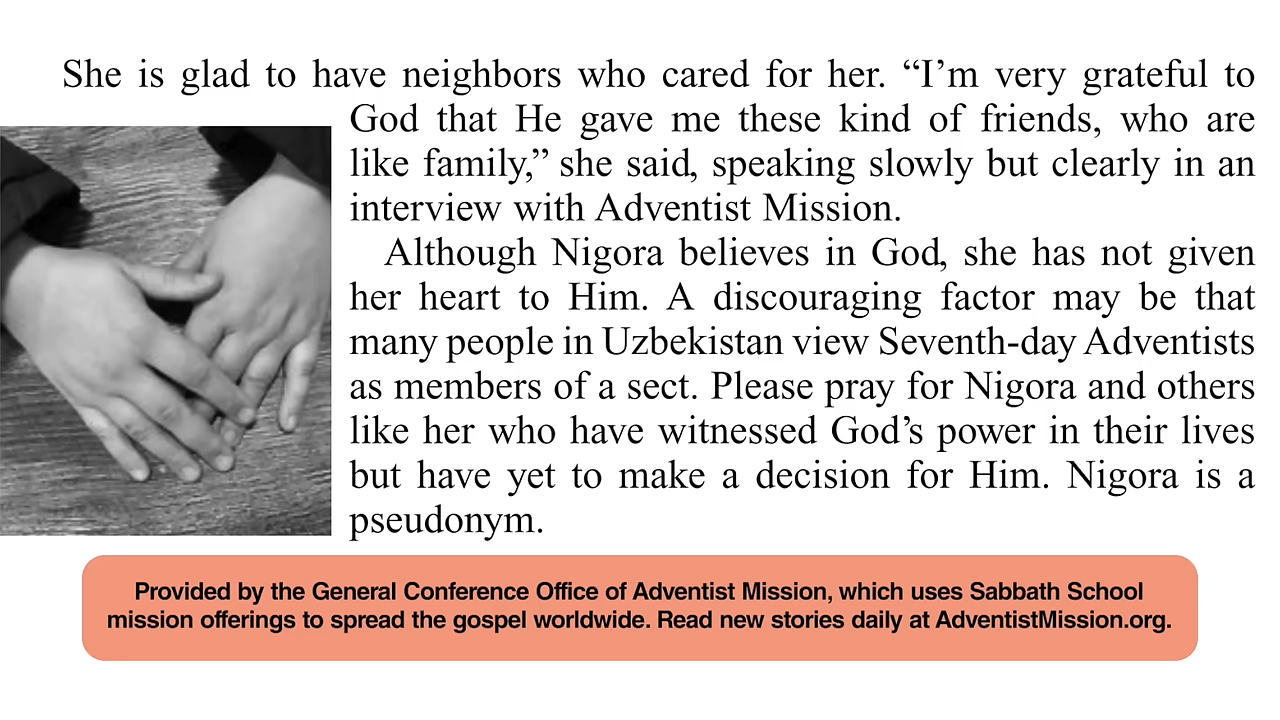 She is glad to have neighbors who cared for her. “I’m very grateful to
God that He gave me these kind of friends, who are
like family,” she said, speaking slowly but clearly in an
interview with Adventist Mission.
Although Nigora believes in God, she has not given
her heart to Him. A discouraging factor may be that
many people in Uzbekistan view Seventh-day Adventists
as members of a sect. Please pray for Nigora and others
like her who have witnessed God’s power in their lives
but have yet to make a decision for Him. Nigora is a
pseudonym.
Provided by the General Conference Office of Adventist Mission, which uses Sabbath School
mission offerings to spread the gospel worldwide. Read new stories daily at AdventistMission.org.